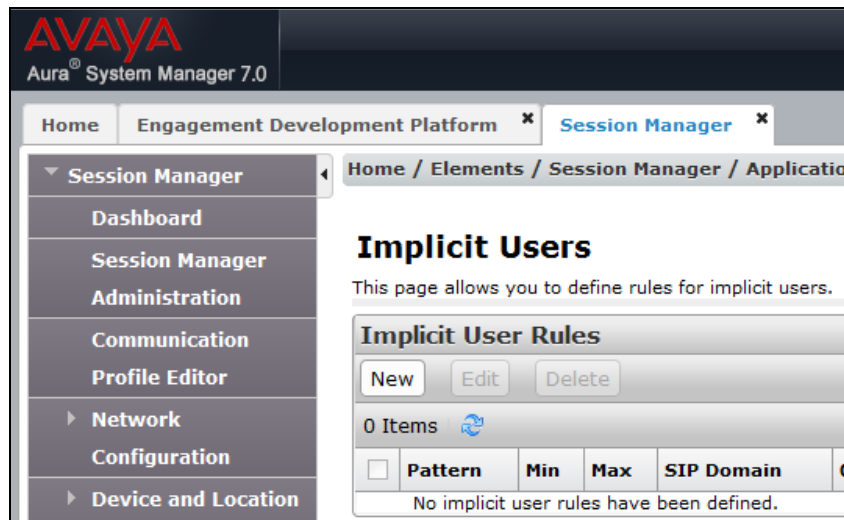 AVAYA
Aura® System Manager 7.0
Home Engagement Development Platform Session Manager
Session Manager
Dashboard
Session Manager
Administration
Communication
Profile Editor
Network
Configuration
Device and Location
Home / Elements / Session Manager /
Implicit Users
This page allows you to define rules for implicit users.
Implicit User Rules
New Edit Delete
0 Items
Pattern Min Max SIP Domain
No implicit user rules have been defined.